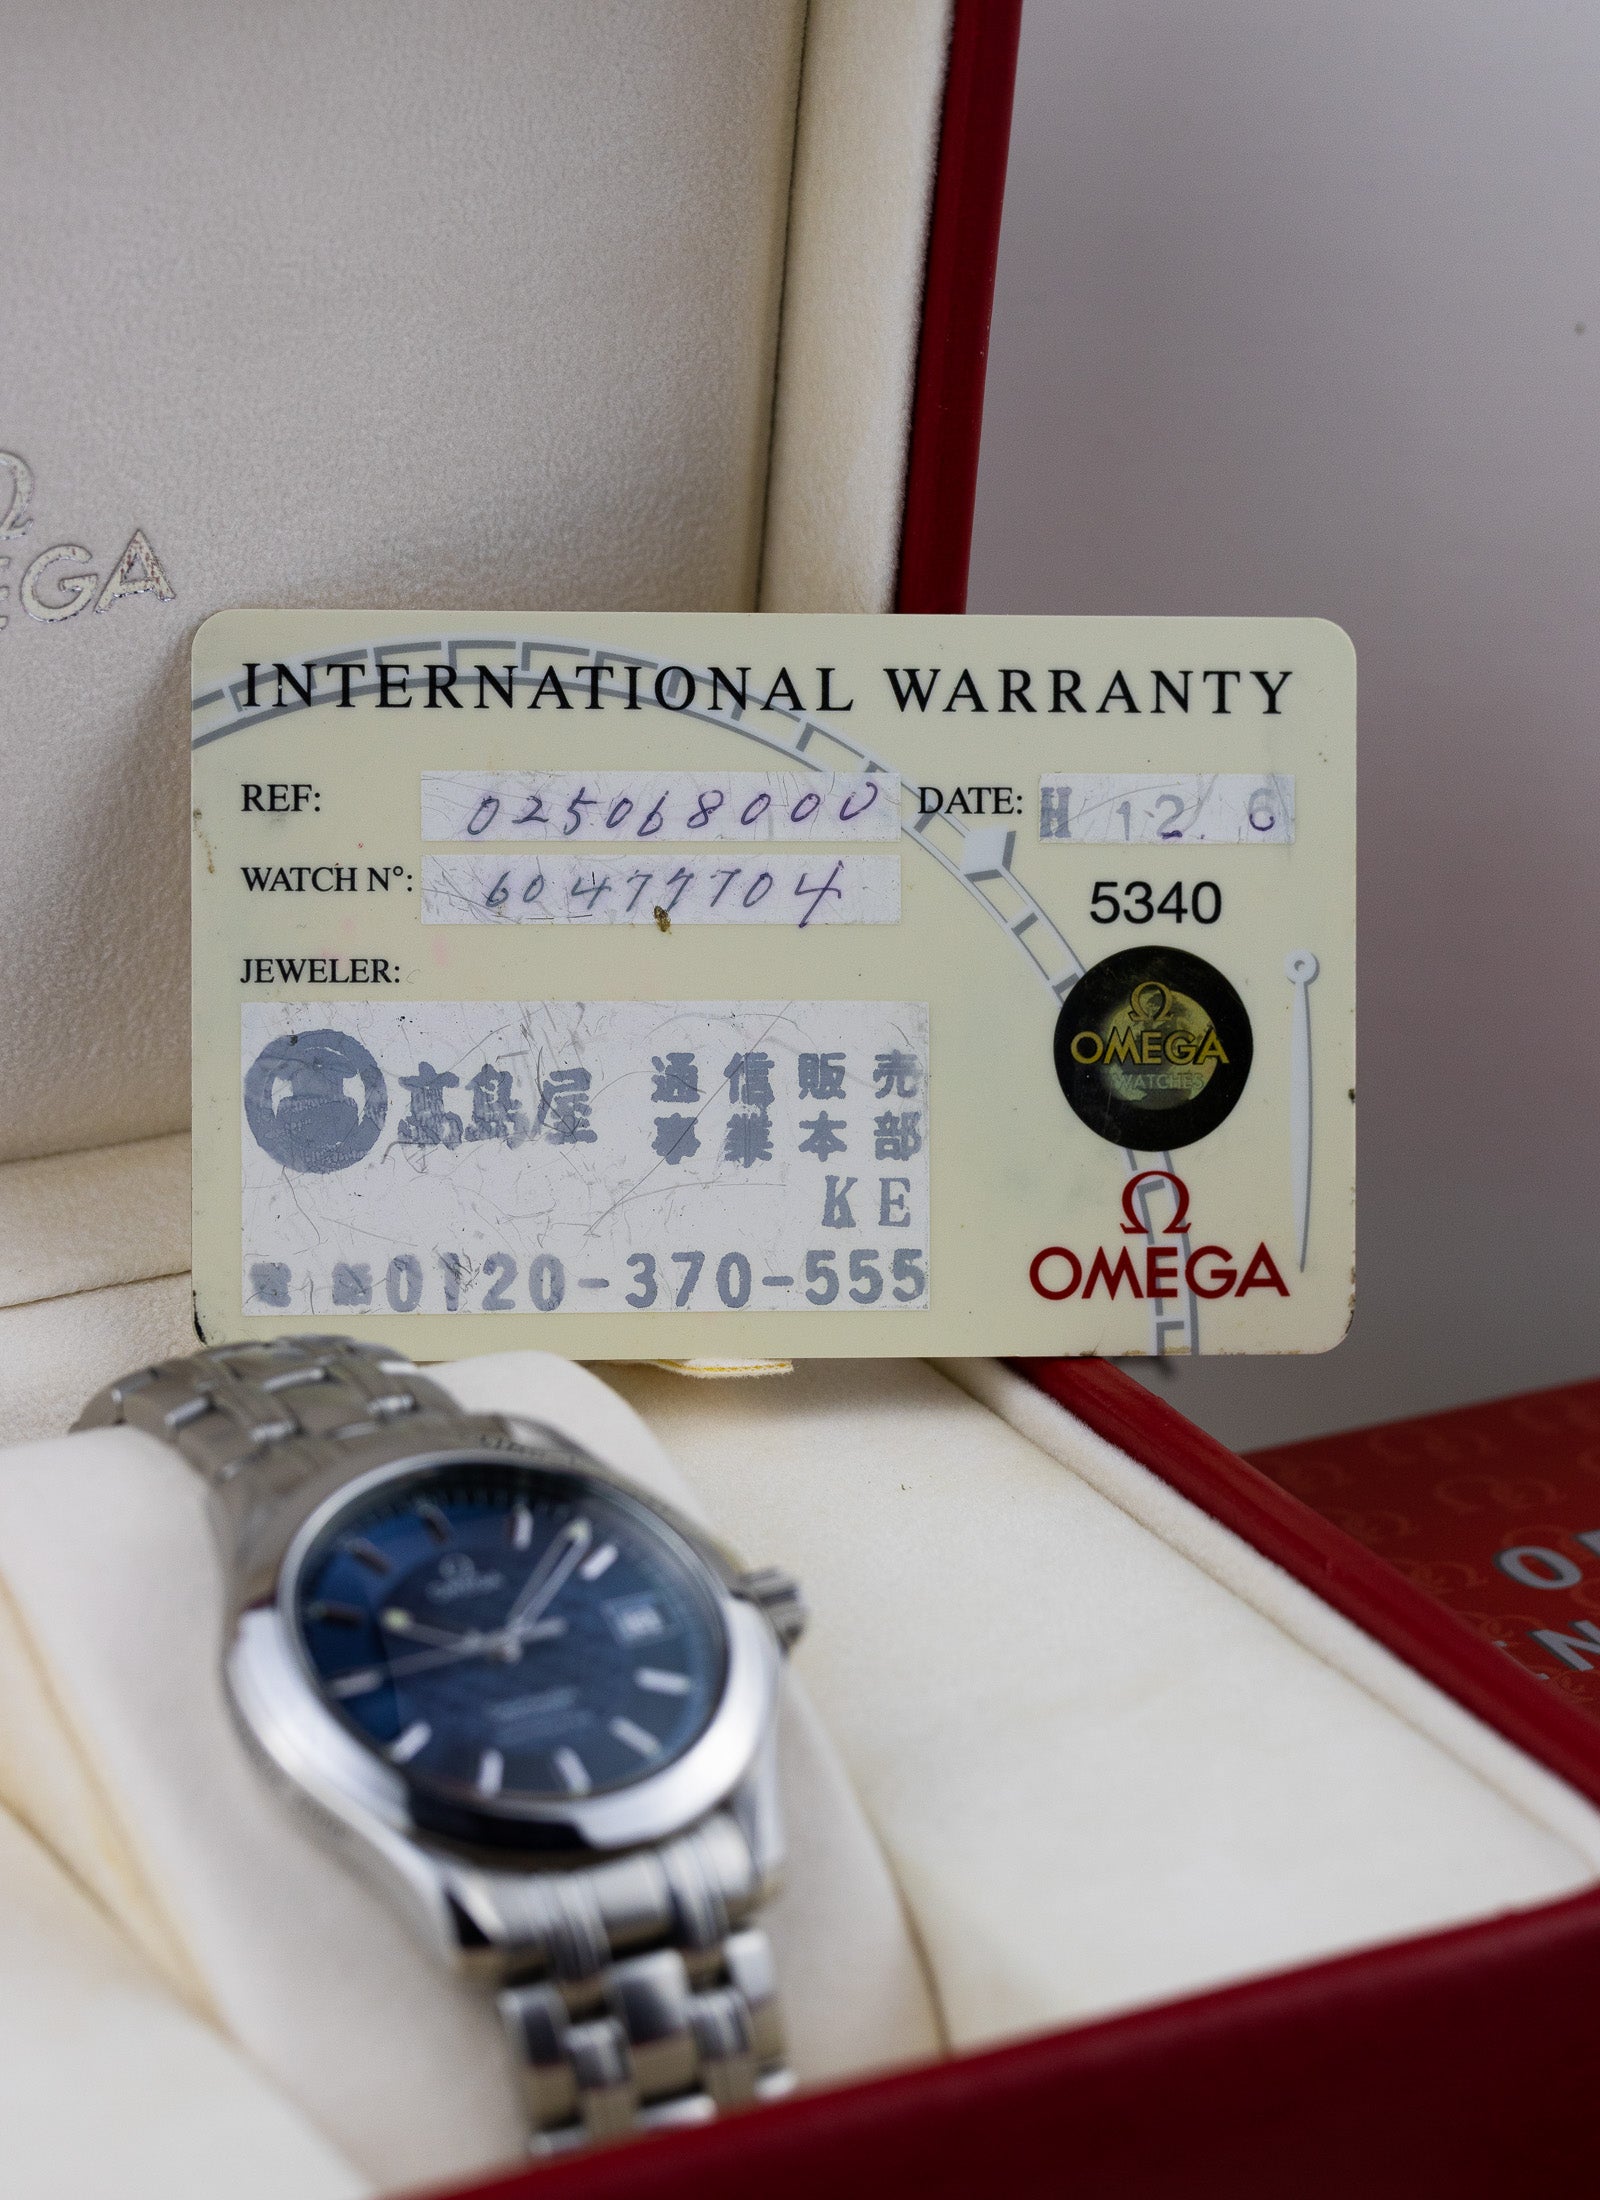 Ω
EGA
INTERNATIONAL WARRANTY
REF: 025068000 DATE: H 12. 6
WATCH N°: 60477704
5340
JEWELER:
Ω
OMEGA
WATCHES
高島屋 通信販売
事業本部
KE
0120-370-555
Ω
OMEGA
Ω